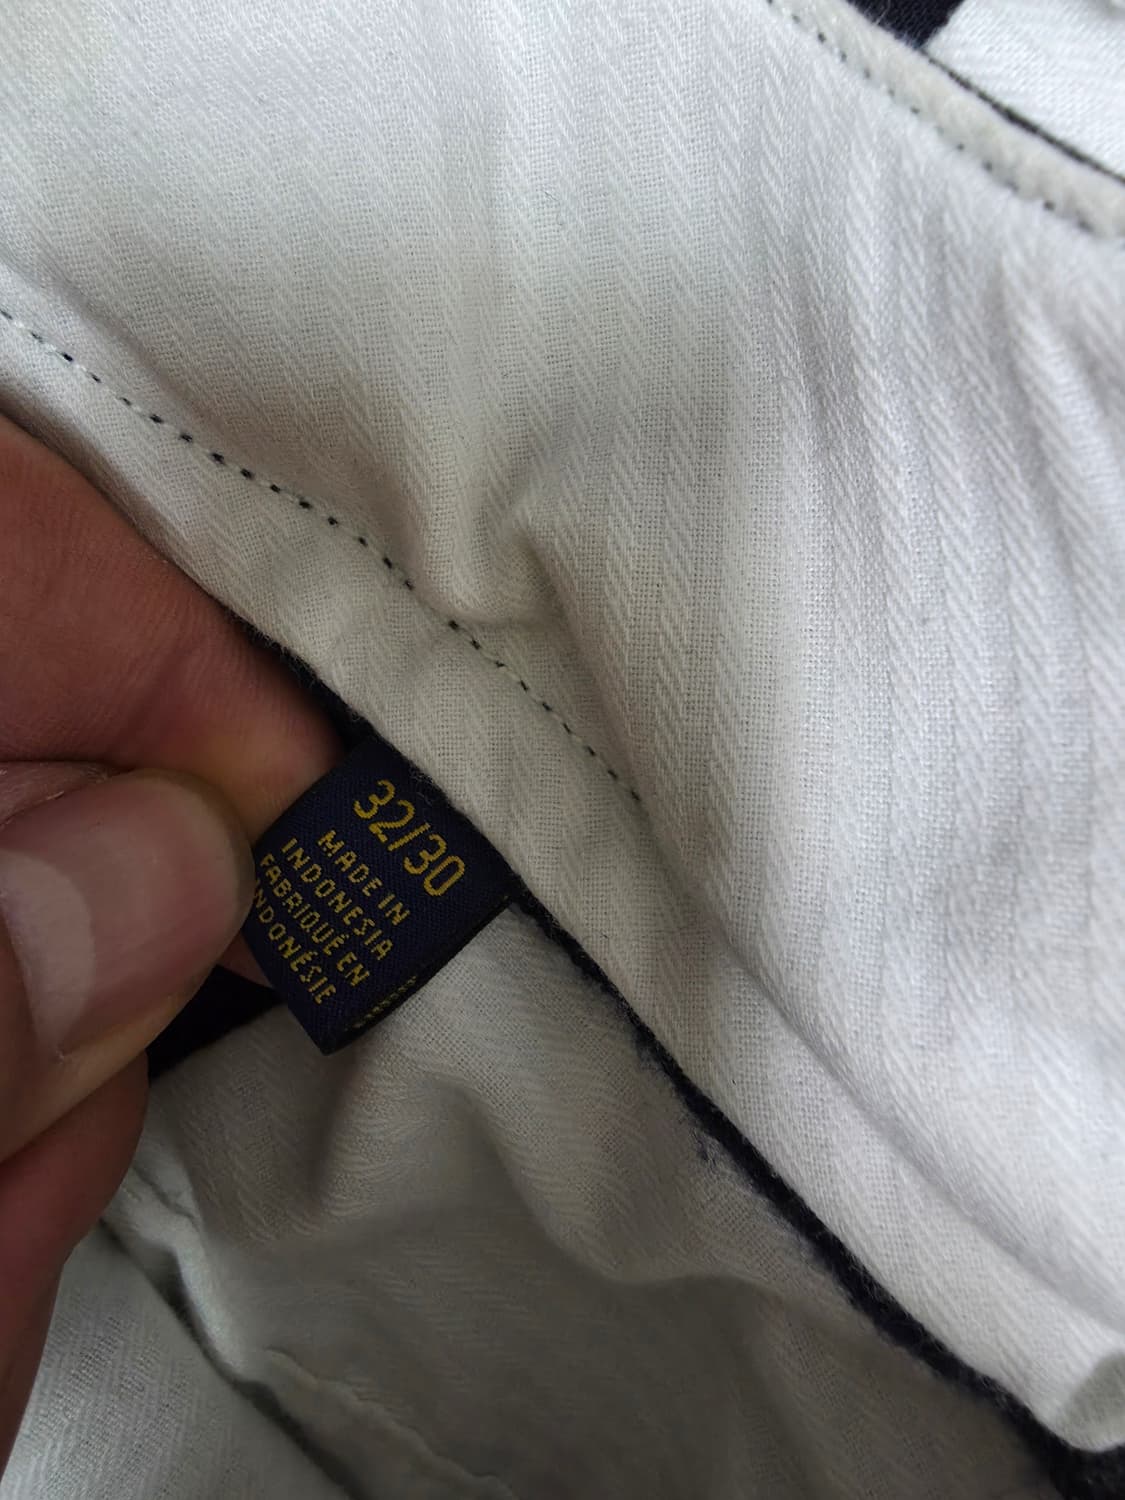 32/30
MADE IN
INDONESIA
FABRIQUÉ EN
INDONÉSIE